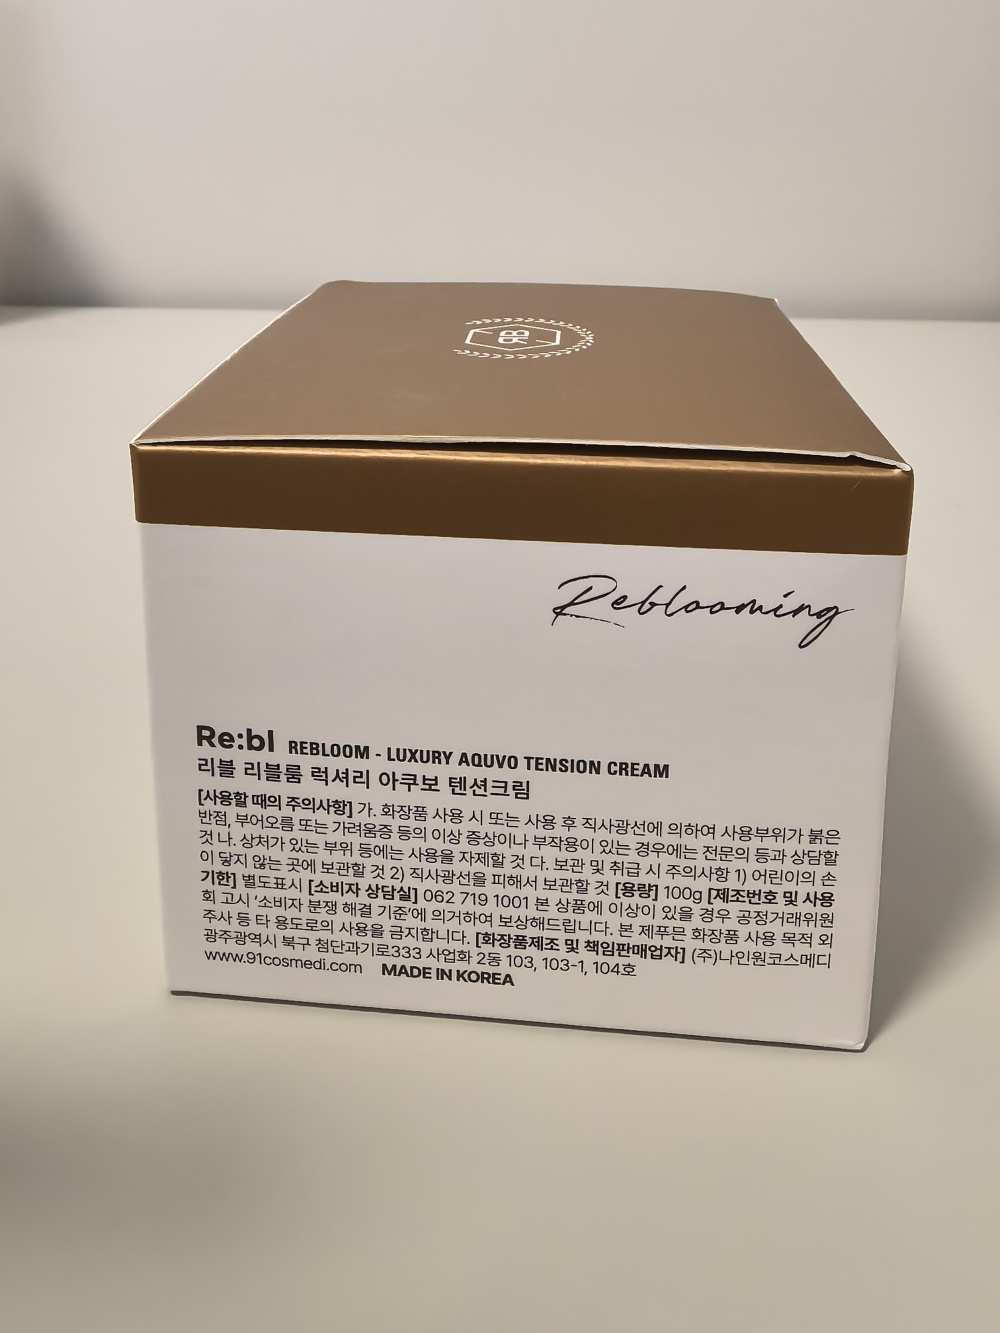 RB
Reblooming
Re:bl REBLOOM - LUXURY AQUVO TENSION CREAM
리블 리블룸 럭셔리 아쿠보 텐션크림
[사용할 때의 주의사항] 가. 화장품 사용 시 또는 사용 후 직사광선에 의하여 사용부위가 붉은
반점, 부어오름 또는 가려움증 등의 이상 증상이나 부작용이 있는 경우에는 전문의 등과 상담할
것 나. 상처가 있는 부위 등에는 사용을 자제할 것 다. 보관 및 취급 시 주의사항 1) 어린이의 손
이 닿지 않는 곳에 보관할 것 2) 직사광선을 피해서 보관할 것 [용량] 100g [제조번호 및 사용
기한] 별도표시 [소비자 상담실] 062 719 1001 본 상품에 이상이 있을 경우 공정거래위원
회 고시 '소비자 분쟁 해결 기준'에 의거하여 보상해드립니다. 본 제푸믄 화장품 사용 목적 외
주사 등 타 용도로의 사용을 금지합니다. [화장품제조 및 책임판매업자] (주)나인원코스메디
광주광역시 북구 첨단과기로333 사업화 2동 103, 103-1, 104호
www.91cosmedi.com MADE IN KOREA